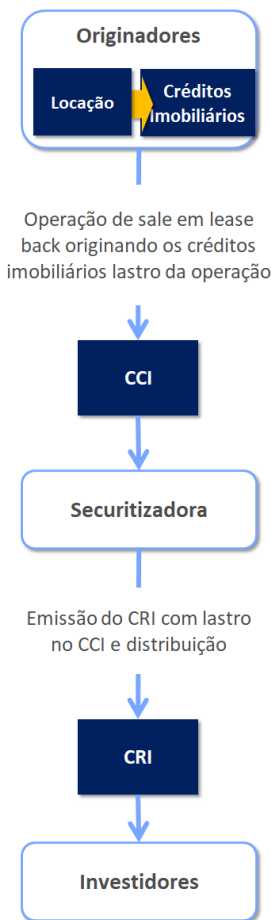 Originadores
Locação
Créditos
Imobiliários
Operação de sale em lease
back originando os créditos
imobiliários lastro da operação
CCI
Securitizadora
Emissão do CRI com lastro
no CCI e distribuição
CRI
Investidores